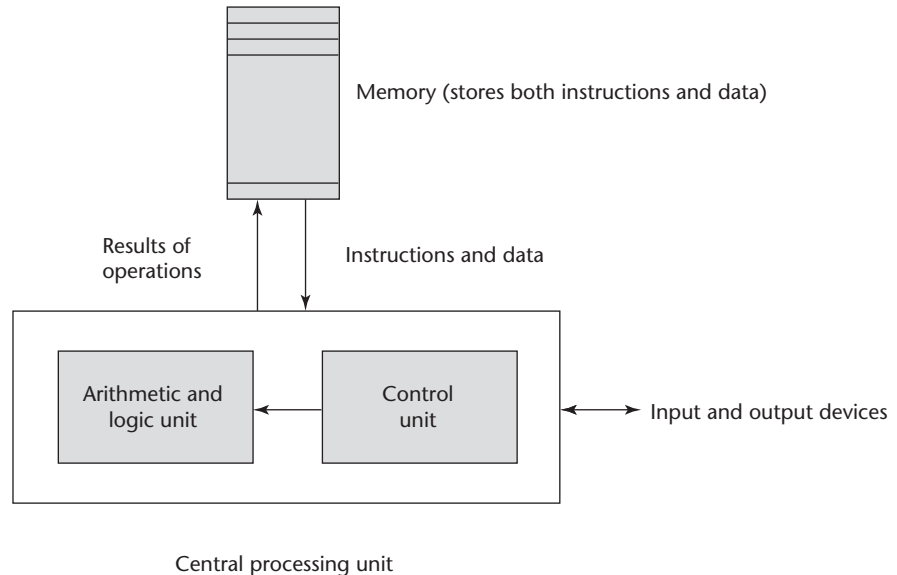 Memory (stores both instructions and data)
Results of
operations
Instructions and data
Arithmetic and
logic unit
Control
unit
Input and output devices
Central processing unit